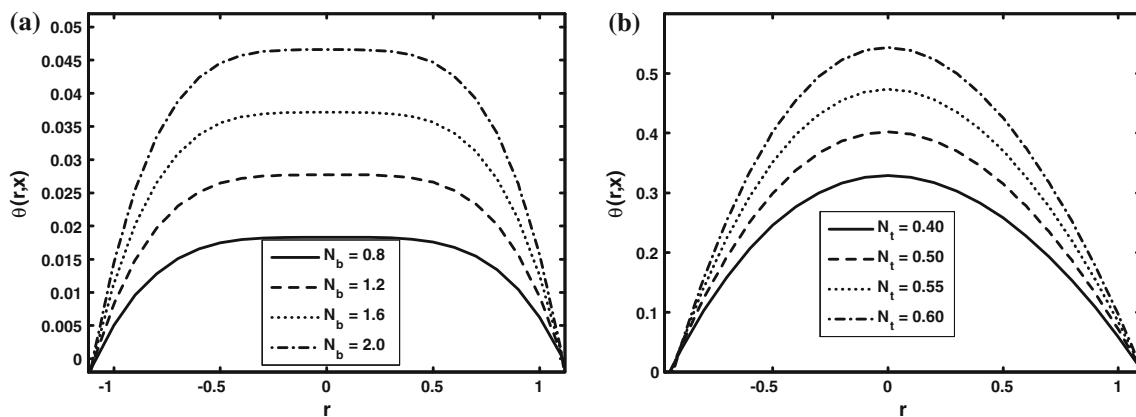 (a)
0.05
0.045
0.04
0.035
0.03
0.025
0.02
0.015
0.01
0.005
0
θ(r,x)
-1
-0.5
0
0.5
1
r
N_b = 0.8
N_b = 1.2
N_b = 1.6
N_b = 2.0
(b)
0.5
0.4
0.3
0.2
0.1
0
θ(r,x)
-0.5
0
0.5
1
r
N_t = 0.40
N_t = 0.50
N_t = 0.55
N_t = 0.60